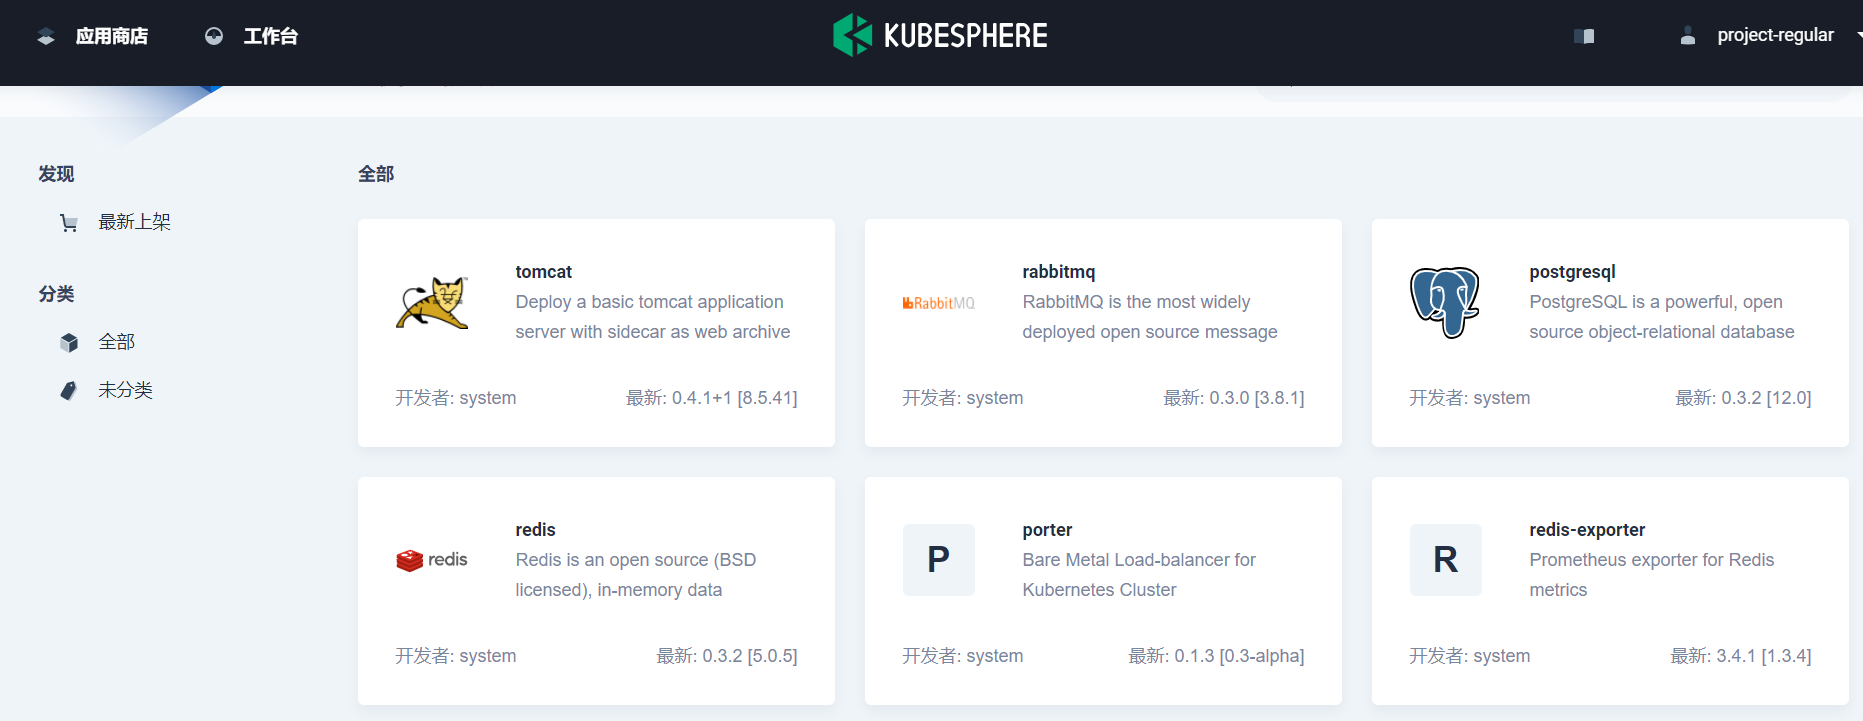 应用商店
工作台
KUBESPHERE
project-regular
发现
最新上架
分类
全部
未分类
全部
tomcat
Deploy a basic tomcat application
server with sidecar as web archive
开发者: system
最新: 0.4.1+1 [8.5.41]
RabbitMQ
rabbitmq
RabbitMQ is the most widely
deployed open source message
开发者: system
最新: 0.3.0 [3.8.1]
postgresql
PostgreSQL is a powerful, open
source object-relational database
开发者: system
最新: 0.3.2 [12.0]
redis
redis
Redis is an open source (BSD
licensed), in-memory data
开发者: system
最新: 0.3.2 [5.0.5]
P
porter
Bare Metal Load-balancer for
Kubernetes Cluster
开发者: system
最新: 0.1.3 [0.3-alpha]
R
redis-exporter
Prometheus exporter for Redis
metrics
开发者: system
最新: 3.4.1 [1.3.4]